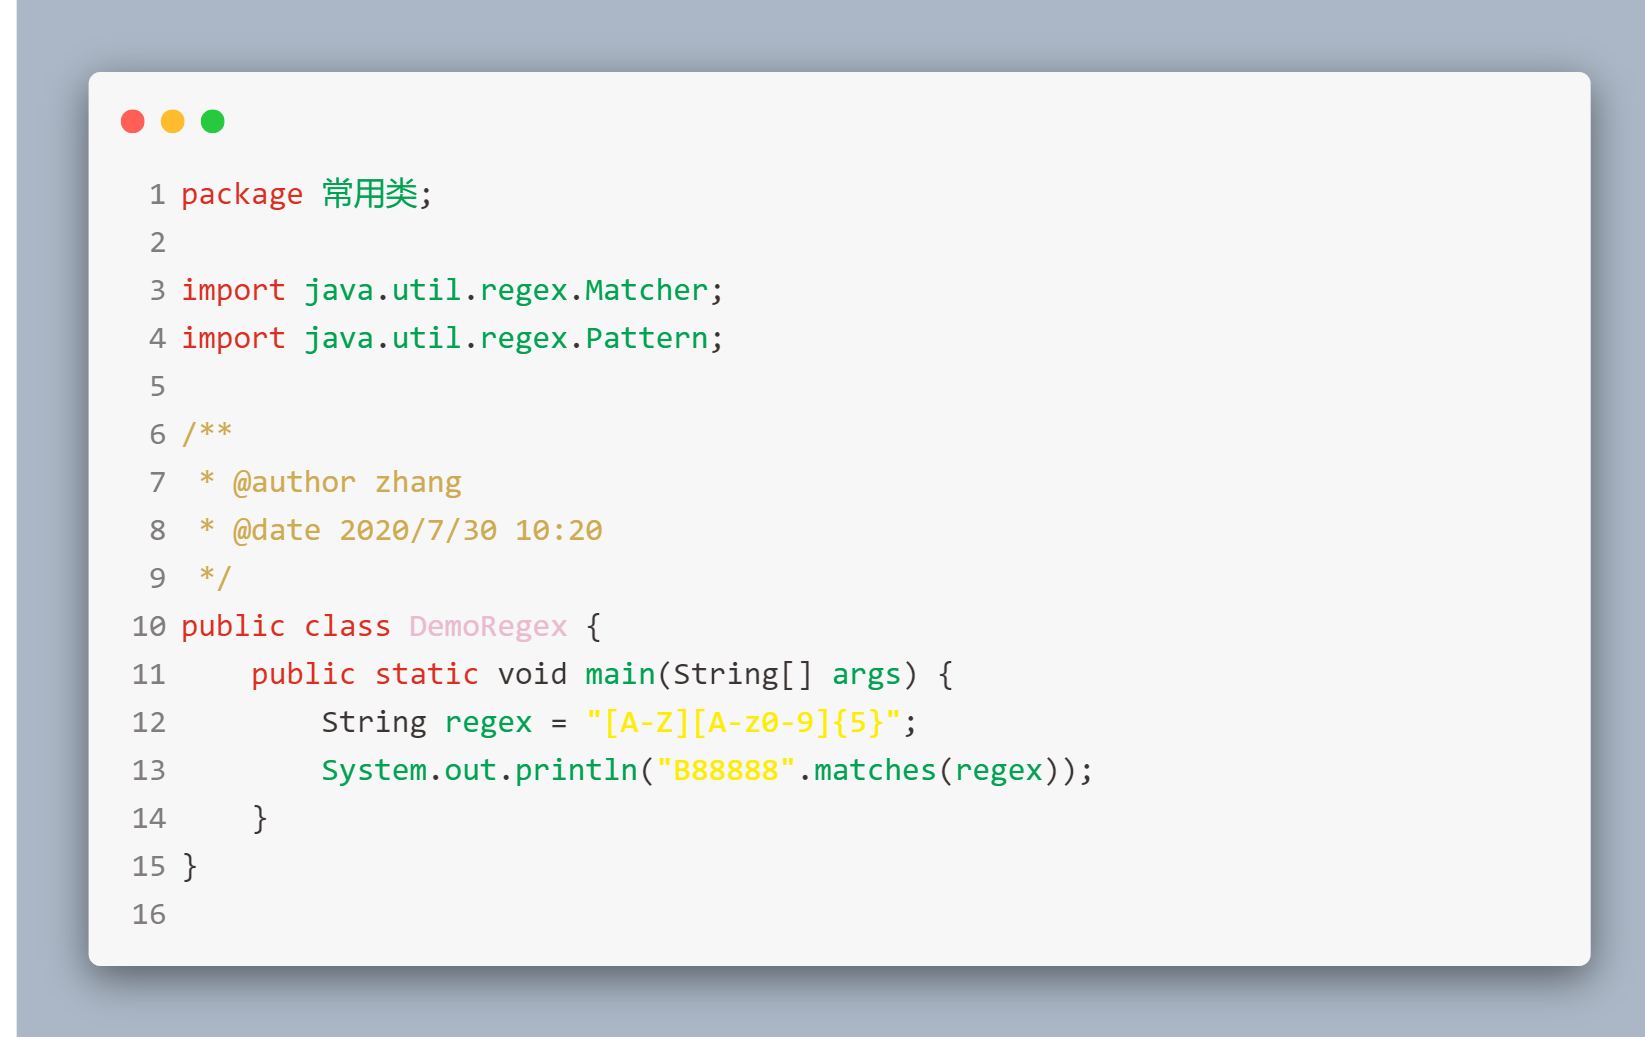 1 package 常用类;
2
3 import java.util.regex.Matcher;
4 import java.util.regex.Pattern;
5
6 /**
7  * @author zhang
8  * @date 2020/7/30 10:20
9  */
10 public class DemoRegex {
11     public static void main(String[] args) {
12         String regex = "[A-Z][A-z0-9]{5}";
13         System.out.println("B88888".matches(regex));
14     }
15 }
16